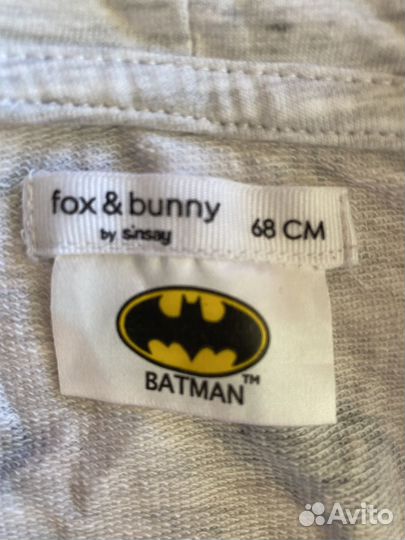 fox & bunny 68 CM
by sinsay
BATMAN™
Avito